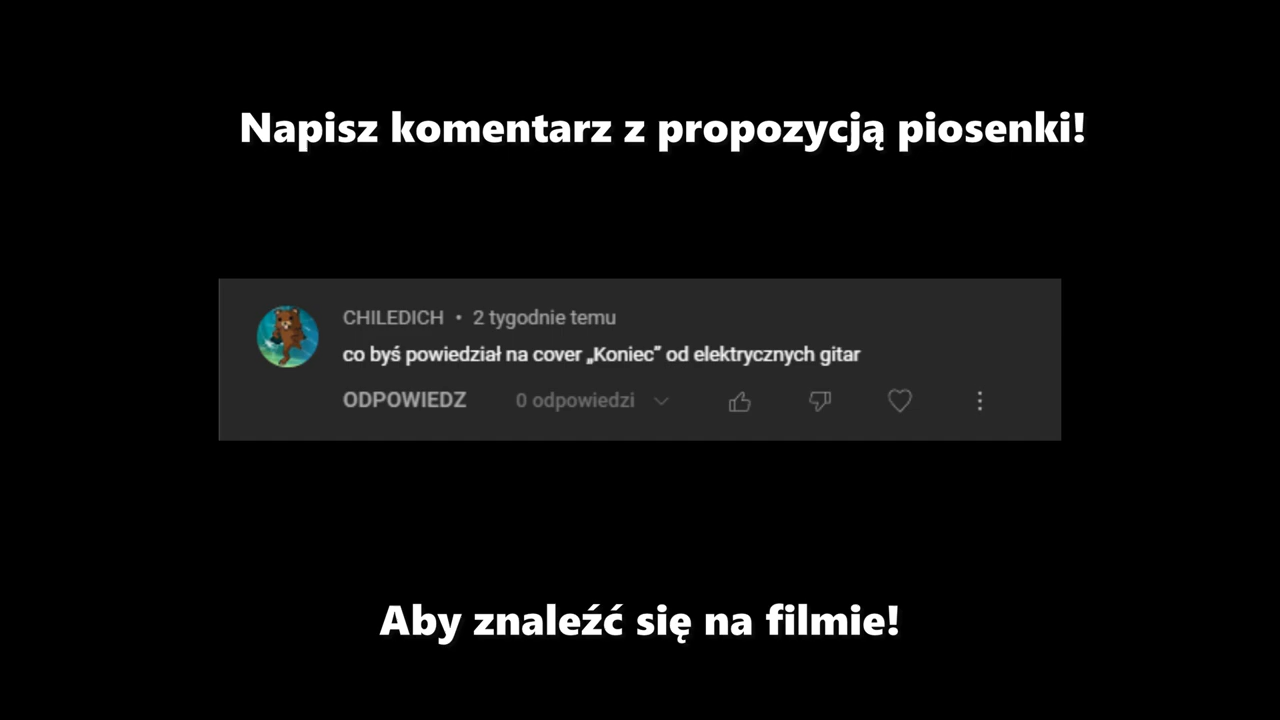 Napisz komentarz z propozycją piosenki!
CHILEDICH • 2 tygodnie temu
co byś powiedział na cover „Koniec” od elektrycznych gitar
ODPOWIEDZ 0 odpowiedzi
Aby znaleźć się na filmie!